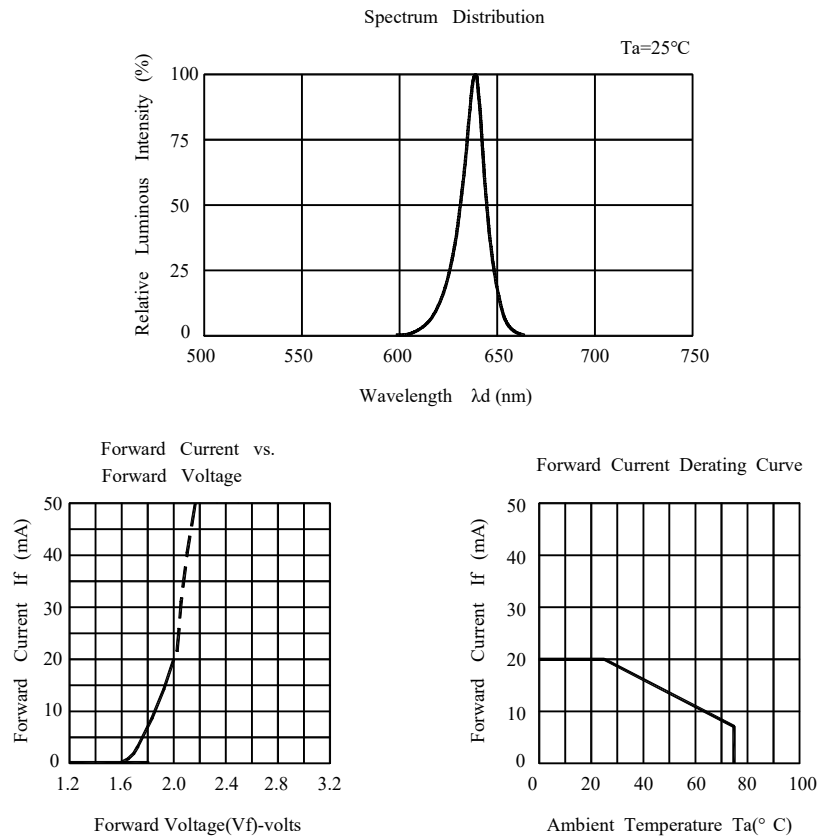 Spectrum Distribution
Ta=25°C
Relative Luminous Intensity (%)
100
75
50
25
0
500 550 600 650 700 750
Wavelength λd (nm)
Forward Current vs.
Forward Voltage
Forward Current If (mA)
50
40
30
20
10
0
1.2 1.6 2.0 2.4 2.8 3.2
Forward Voltage(Vf)-volts
Forward Current Derating Curve
Forward Current If (mA)
50
40
30
20
10
0
0 20 40 60 80 100
Ambient Temperature Ta(° C)